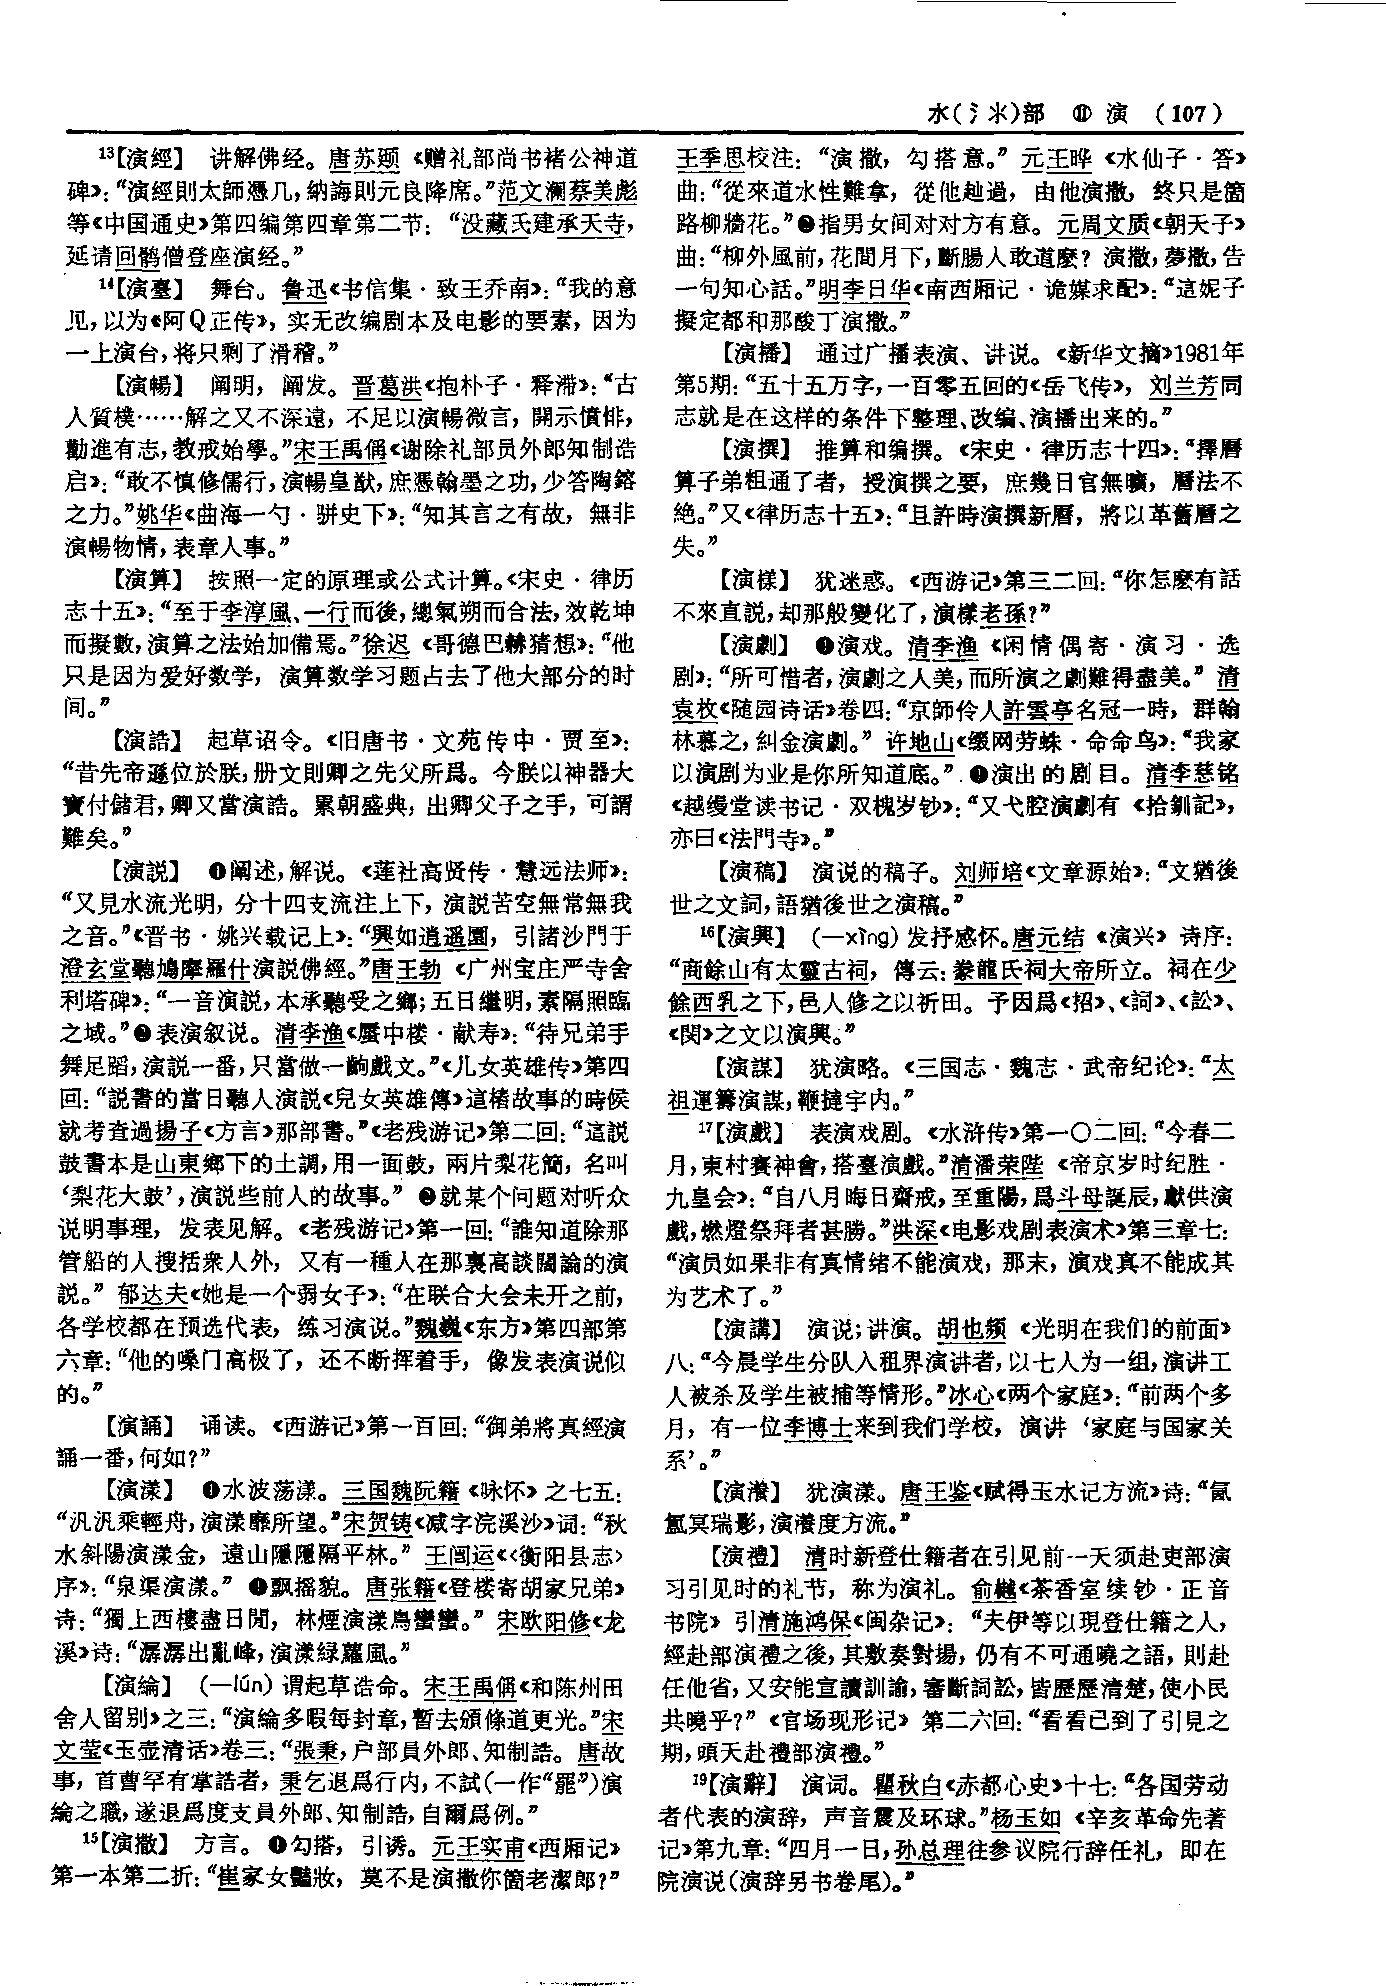 水(氵氺)部 ⑪ 演 (107)
13【演經】 讲解佛经。唐苏颋《赠礼部尚书褚公神道
碑》：“演經則太師憑几，納誨則元良降席。”范文澜蔡美彪
等《中国通史》第四编第四章第二节：“没藏氏建承天寺，
延请回鹘僧登座演经。”
14【演臺】 舞台。鲁迅《书信集·致王乔南》：“我的意
见，以为《阿Q正传》，实无改编剧本及电影的要素，因为
一上演台，将只剩了滑稽。”
【演暢】 阐明，阐发。晋葛洪《抱朴子·释滞》：“古
人質樸……解之又不深遠，不足以演暢微言，開示憤悱，
勸進有志，教戒始學。”宋王禹偁《谢除礼部员外郎知制诰
启》：“敢不慎修儒行，演暢皇猷，庶憑翰墨之功，少答陶鎔
之力。”姚华《曲海一勺·骈史下》：“知其言之有故，無非
演暢物情，表章人事。”
【演算】 按照一定的原理或公式计算。《宋史·律历
志十五》：“至于李淳風、一行而後，總氣朔而合法，效乾坤
而擬數，演算之法始加備焉。”徐迟《哥德巴赫猜想》：“他
只是因为爱好数学，演算数学习题占去了他大部分的时
间。”
【演誥】 起草诏令。《旧唐书·文苑传中·贾至》：
“昔先帝遜位於朕，册文則卿之先父所爲。今朕以神器大
寶付儲君，卿又當演誥。累朝盛典，出卿父子之手，可謂
難矣。”
【演説】 ❶阐述，解说。《莲社高贤传·慧远法师》：
“又見水流光明，分十四支流注上下，演説苦空無常無我
之音。”《晋书·姚兴载记上》：“興如逍遥園，引諸沙門于
澄玄堂聽鳩摩羅什演説佛經。”唐王勃《广州宝庄严寺舍
利塔碑》：“一音演説，本承聽受之鄉；五日繼明，素隔照臨
之域。”❷表演叙说。清李渔《蜃中楼·献寿》：“待兄弟手
舞足蹈，演説一番，只當做一齣戲文。”《儿女英雄传》第四
回：“説書的當日聽人演説《兒女英雄傳》這樁故事的時候
就考查過揚子《方言》那部書。”《老残游记》第二回：“這説
鼓書本是山東鄉下的土調，用一面鼓，兩片梨花簡，名叫
‘梨花大鼓’，演說些前人的故事。” ❸就某个问题对听众
说明事理，发表见解。《老残游记》第一回：“誰知道除那
管船的人搜括衆人外，又有一種人在那裏高談闊論的演
説。”郁达夫《她是一个弱女子》：“在联合大会未开之前，
各学校都在预选代表，练习演说。”魏巍《东方》第四部第
六章：“他的嗓门高极了，还不断挥着手，像发表演说似
的。”
【演誦】 诵读。《西游记》第一百回：“御弟將真經演
誦一番，何如?”
【演漾】 ❶水波荡漾。三国魏阮籍《咏怀》之七五：
“汎汎乘輕舟，演漾靡所望。”宋贺铸《减字浣溪沙》词：“秋
水斜陽演漾金，遠山隱隱隔平林。”王闿运《<衡阳县志>
序》：“泉渠演漾。” ❷飘摇貌。唐张籍《登楼寄胡家兄弟》
诗：“獨上西樓盡日閒，林煙演漾鳥蠻蠻。” 宋欧阳修《龙
溪》诗：“潺潺出亂峰，演漾緑蘿風。”
【演綸】 (—lún) 谓起草诰命。宋王禹偁《和陈州田
舍人留别》之三：“演綸多暇每封章，暫去頒條道更光。”宋
文莹《玉壶清话》卷三：“張秉，户部員外郎、知制誥。唐故
事，首曹罕有掌誥者，秉乞退爲行内，不試(一作“罷”)演
綸之職，遂退爲度支員外郎、知制誥，自爾爲例。”
15【演撒】 方言。❶勾搭，引诱。元王实甫《西厢记》
第一本第二折：“崔家女豔妝，莫不是演撒你箇老潔郎?”
王季思校注：“演撒，勾搭意。”元王晔《水仙子·答》
曲：“從來道水性難拿，從他赸過，由他演撒，終只是箇
路柳牆花。”❷指男女间对对方有意。元周文质《朝天子》
曲：“柳外風前，花間月下，斷腸人敢道麽？演撒，夢撒，告
一句知心話。”明李日华《南西厢记·诡媒求配》：“這妮子
擬定都和那酸丁演撒。”
【演播】 通过广播表演、讲说。《新华文摘》1981年
第5期：“五十五万字，一百零五回的《岳飞传》，刘兰芳同
志就是在这样的条件下整理、改编、演播出来的。”
【演撰】 推算和编撰。《宋史·律历志十四》：“擇曆
算子弟粗通了者，授演撰之要，庶幾日官無曠，曆法不
絶。”又《律历志十五》：“且許時演撰新曆，將以革舊曆之
失。”
【演樣】 犹迷惑。《西游记》第三二回：“你怎麽有話
不來直説，却那般變化了，演樣老孫?”
【演劇】 ❶演戏。清李渔《闲情偶寄·演习·选
剧》：“所可惜者，演劇之人美，而所演之劇難得盡美。” 清
袁枚《随园诗话》卷四：“京師伶人許雲亭名冠一時，群翰
林慕之，糾金演劇。” 许地山《缀网劳蛛·命命鸟》：“我家
以演剧为业是你所知道底。”❷演出的剧目。清李慈铭
《越缦堂读书记·双槐岁钞》：“又弋腔演劇有《拾釧記》，
亦曰《法門寺》。”
【演稿】 演说的稿子。刘师培《文章源始》：“文猶後
世之文詞，語猶後世之演稿。”
16【演興】 (—xìng) 发抒感怀。唐元结《演兴》诗序：
“商餘山有太靈古祠，傳云：豢龍氏祠大帝所立。祠在少
餘西乳之下，邑人修之以祈田。予因爲《招》、《詞》、《訟》、
《閔》之文以演興。”
【演謀】 犹演略。《三国志·魏志·武帝纪论》：“太
祖運籌演謀，鞭撻宇内。”
17【演戲】 表演戏剧。《水浒传》第一〇二回：“今春二
月，東村賽神會，搭臺演戲。”清潘荣陛《帝京岁时纪胜·
九皇会》：“自八月晦日齋戒，至重陽，爲斗母誕辰，獻供演
戲，燃燈祭拜者甚勝。”洪深《电影戏剧表演术》第三章七：
“演员如果非有真情绪不能演戏，那末，演戏真不能成其
为艺术了。”
【演講】 演说；讲演。胡也频《光明在我们的前面》
八：“今晨学生分队入租界演讲者，以七人为一组，演讲工
人被杀及学生被捕等情形。”冰心《两个家庭》：“前两个多
月，有一位李博士来到我们学校，演讲‘家庭与国家关
系’。”
【演瀁】 犹演漾。唐王鉴《赋得玉水记方流》诗：“氤
氳冥瑞影，演瀁度方流。”
【演禮】 清时新登仕籍者在引见前一天须赴吏部演
习引见时的礼节，称为演礼。俞樾《茶香室续钞·正音
书院》引清施鸿保《闽杂记》：“夫伊等以現登仕籍之人，
經赴部演禮之後，其敷奏對揚，仍有不可通曉之語，則赴
任他省，又安能宣讀訓諭，審斷詞訟，皆歷歷清楚，使小民
共曉乎?”《官场现形记》第二六回：“看看已到了引見之
期，頭天赴禮部演禮。”
19【演辭】 演词。瞿秋白《赤都心史》十七：“各国劳动
者代表的演辞，声音震及环球。”杨玉如《辛亥革命先著
记》第九章：“四月一日，孙总理往参议院行辞任礼，即在
院演说(演辞另书卷尾)。”